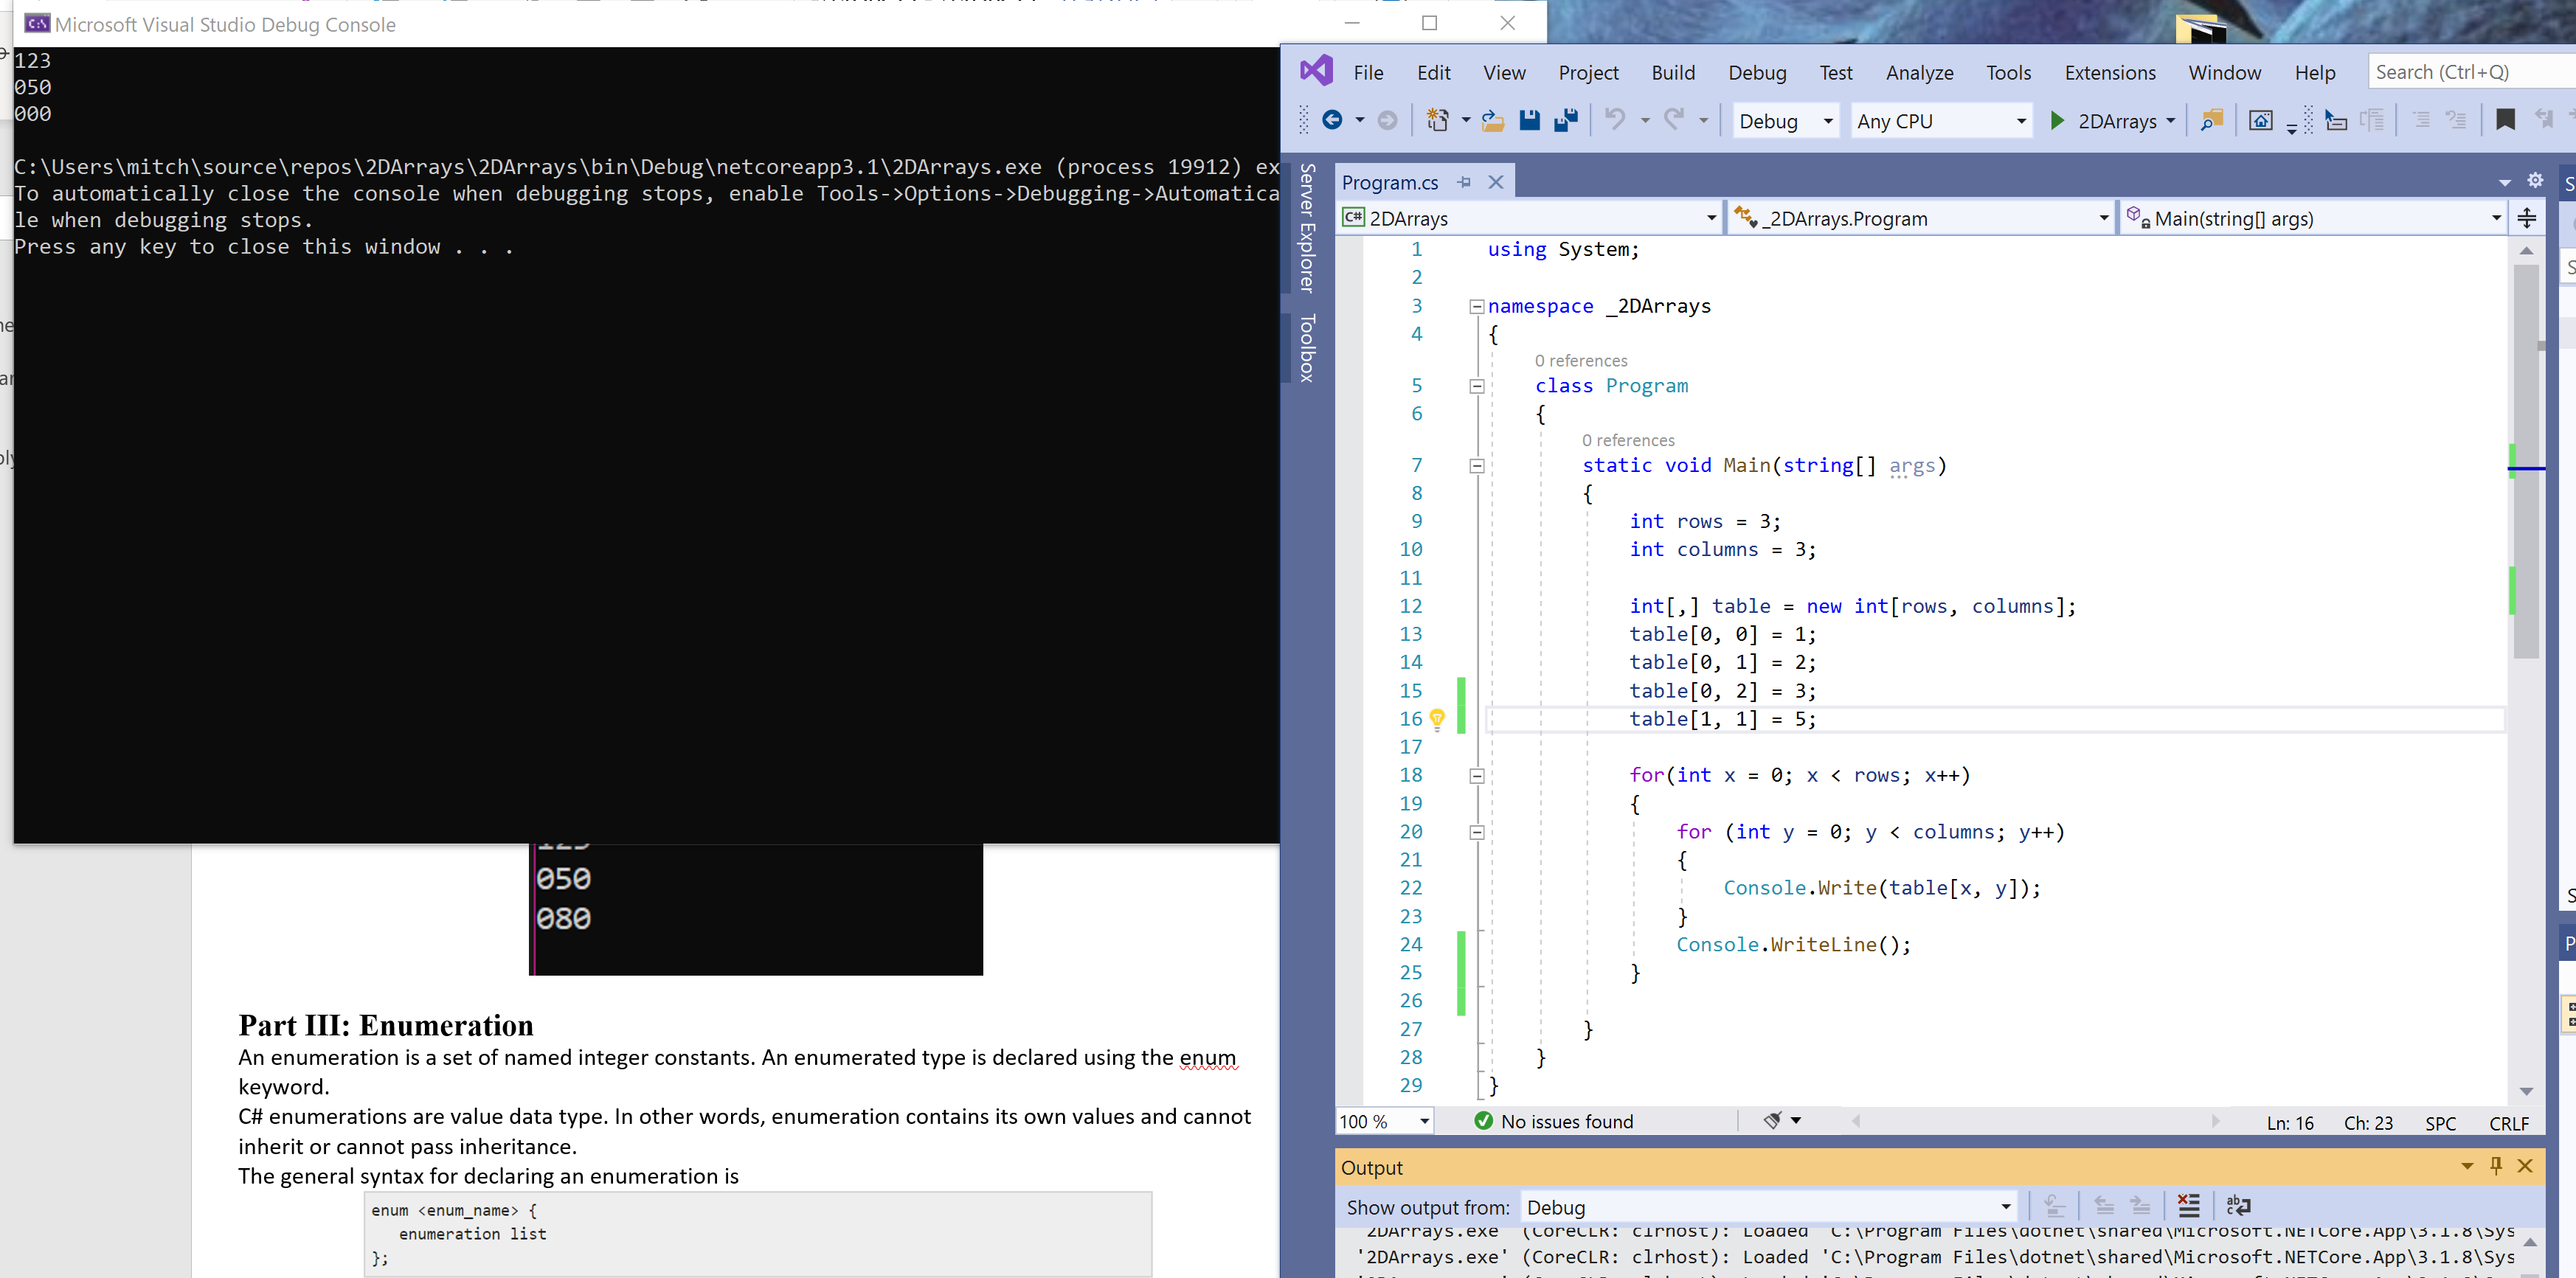 Microsoft Visual Studio Debug Console
123
050
000
C:\Users\mitch\source\repos\2DArrays\2DArrays\bin\Debug\netcoreapp3.1\2DArrays.exe (process 19912) ex
To automatically close the console when debugging stops, enable Tools->Options->Debugging->Automatica
le when debugging stops.
Press any key to close this window . . .
050
080
Part III: Enumeration
An enumeration is a set of named integer constants. An enumerated type is declared using the enum
keyword.
C# enumerations are value data type. In other words, enumeration contains its own values and cannot
inherit or cannot pass inheritance.
The general syntax for declaring an enumeration is
enum <enum_name> {
enumeration list
};
File Edit View Project Build Debug Test Analyze Tools Extensions Window Help Search (Ctrl+Q)
Debug Any CPU 2DArrays
Server Explorer
Toolbox
Program.cs
C# 2DArrays _2DArrays.Program Main(string[] args)
1 using System;
2
3 namespace _2DArrays
4 {
0 references
5 class Program
6 {
0 references
7 static void Main(string[] args)
8 {
9 int rows = 3;
10 int columns = 3;
11
12 int[,] table = new int[rows, columns];
13 table[0, 0] = 1;
14 table[0, 1] = 2;
15 table[0, 2] = 3;
16 table[1, 1] = 5;
17
18 for(int x = 0; x < rows; x++)
19 {
20 for (int y = 0; y < columns; y++)
21 {
22 Console.Write(table[x, y]);
23 }
24 Console.WriteLine();
25 }
26
27 }
28 }
29 }
100 % No issues found Ln: 16 Ch: 23 SPC CRLF
Output
Show output from: Debug
2DArrays.exe (CoreCLR: clrhost): Loaded 'C:\Program Files\dotnet\shared\Microsoft.NETCore.App\3.1.8\Sys
'2DArrays.exe' (CoreCLR: clrhost): Loaded 'C:\Program Files\dotnet\shared\Microsoft.NETCore.App\3.1.8\Sys